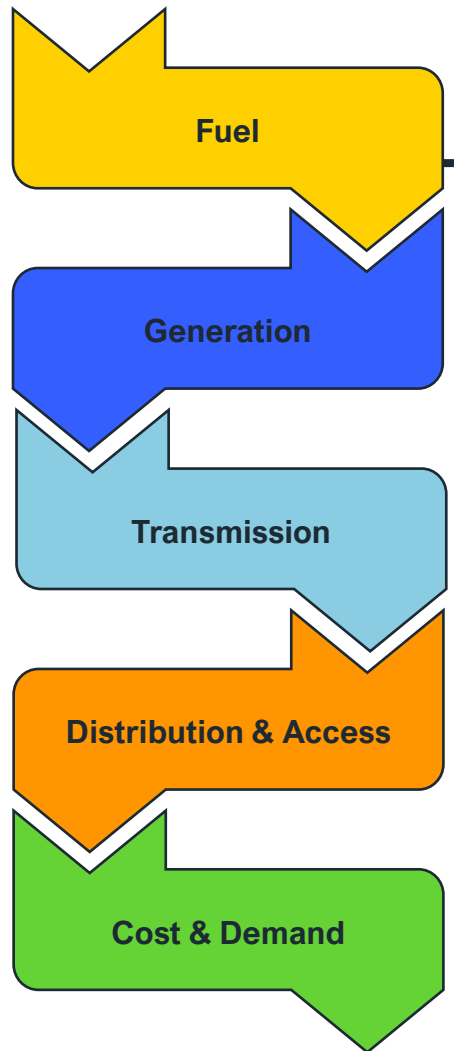 Fuel
Generation
Transmission
Distribution & Access
Cost & Demand